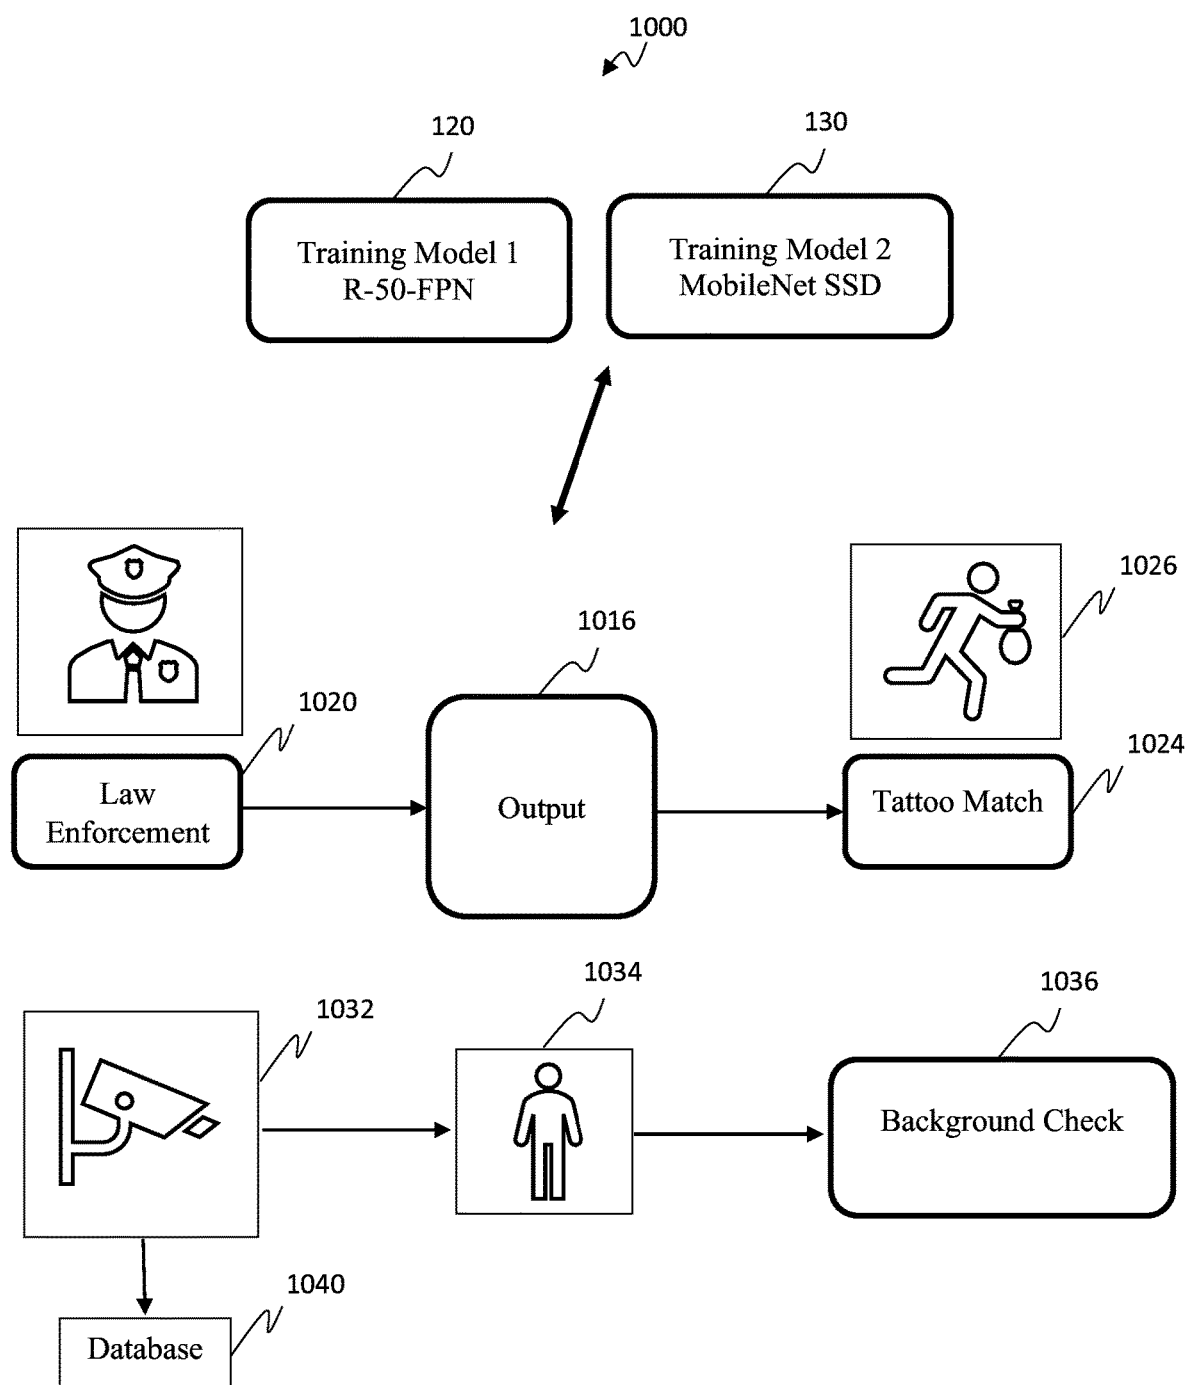 1000
120
130
Training Model 1
R-50-FPN
Training Model 2
MobileNet SSD
1026
1016
1020
1024
Law
Enforcement
Output
Tattoo Match
1032
1034
1036
Background Check
1040
Database